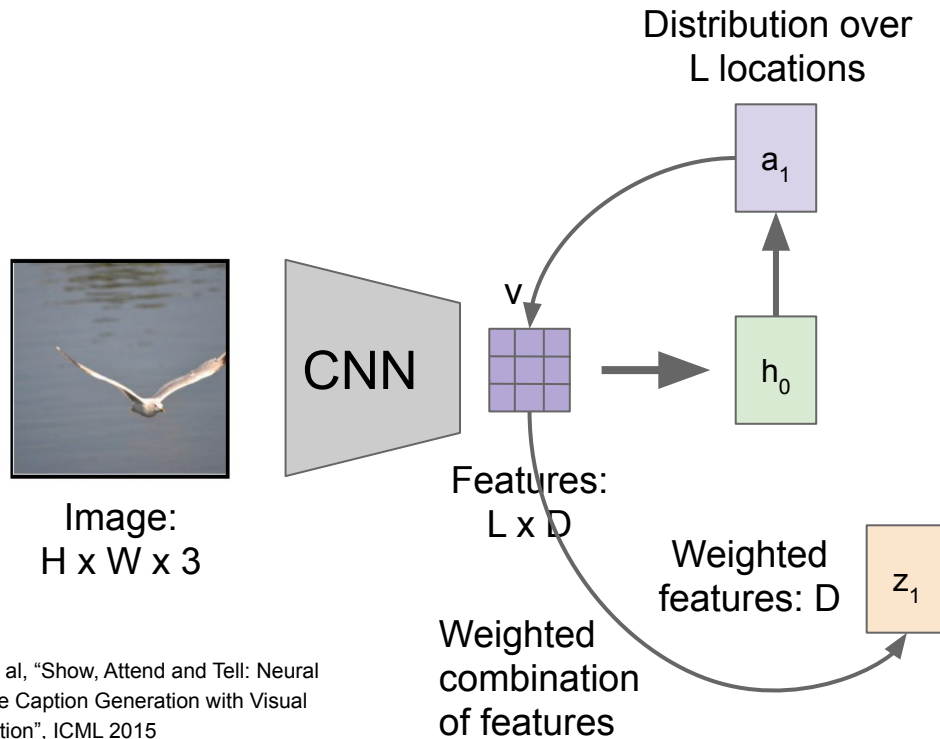 Distribution over
L locations
a1
v
CNN
h0
Features:
L x D
Image:
H x W x 3
Weighted
features: D
z1
Weighted
combination
of features
al, “Show, Attend and Tell: Neural
e Caption Generation with Visual
tion”, ICML 2015